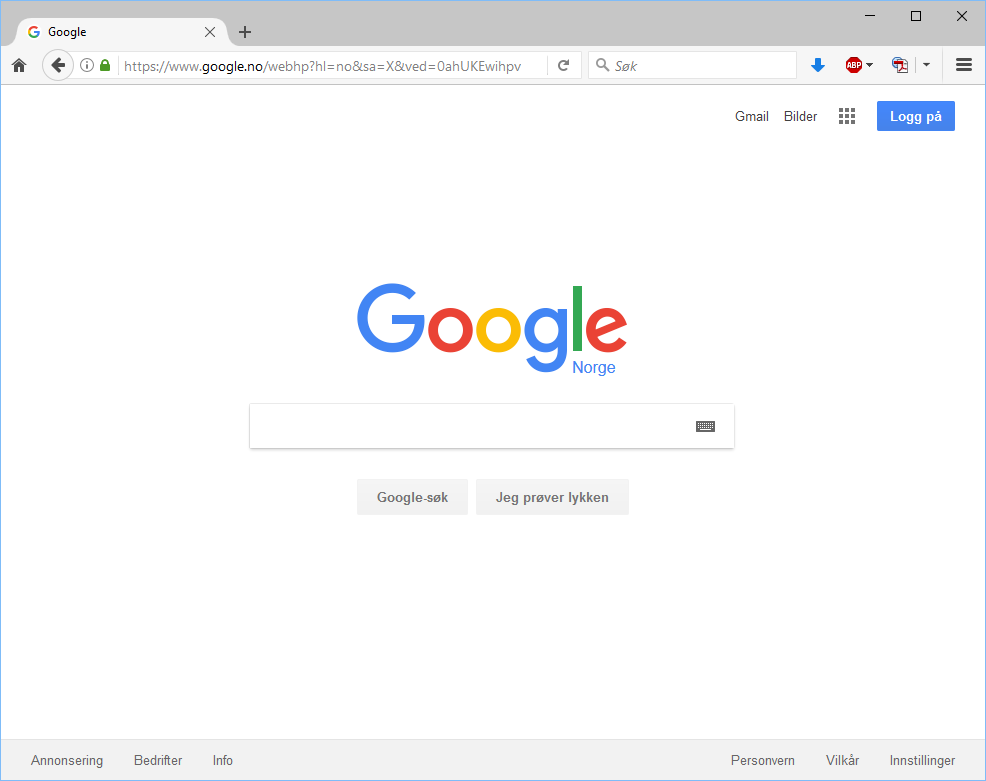 Google
https://www.google.no/webhp?hl=no&sa=X&ved=0ahUKEwihpv
Søk
ABP
Gmail Bilder Logg på
Google
Norge
Google-søk Jeg prøver lykken
Annonsering Bedrifter Info Personvern Vilkår Innstillinger